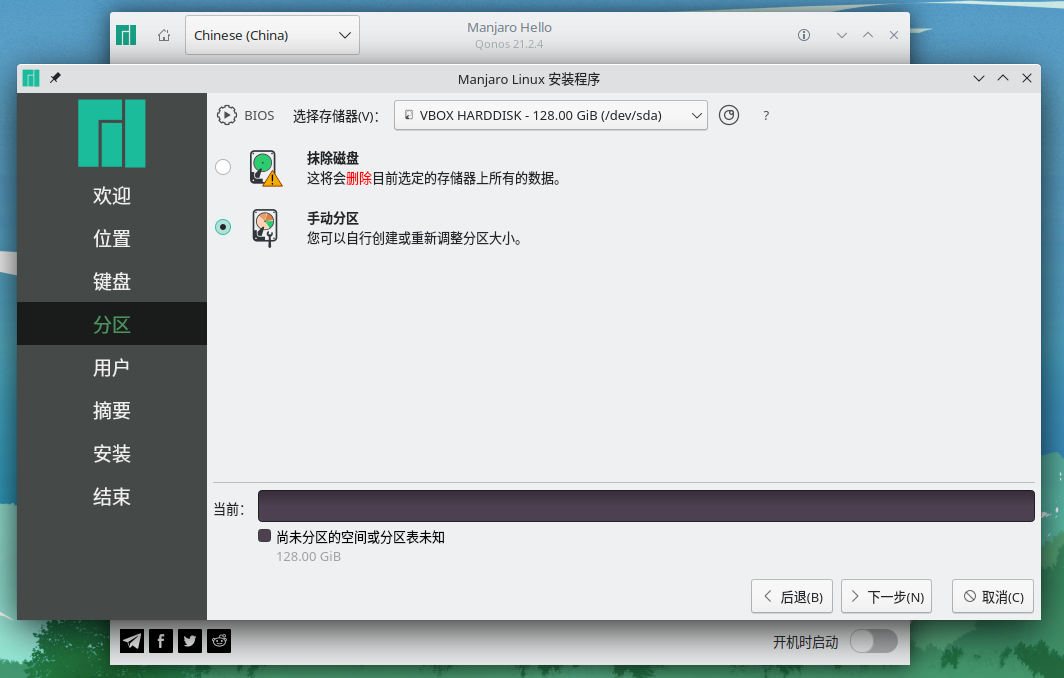 Chinese (China)
Manjaro Hello
Qonos 21.2.4
Manjaro Linux 安装程序
BIOS
选择存储器(V)：
VBOX HARDDISK - 128.00 GiB (/dev/sda)
?
抹除磁盘
这将会删除目前选定的存储器上所有的数据。
手动分区
您可以自行创建或重新调整分区大小。
欢迎
位置
键盘
分区
用户
摘要
安装
结束
当前：
尚未分区的空间或分区表未知
128.00 GiB
后退(B)
下一步(N)
取消(C)
开机时启动